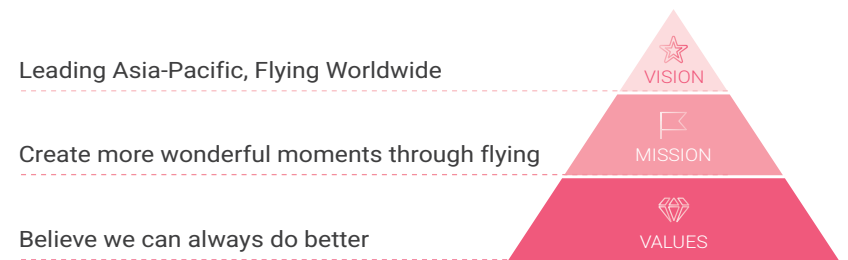 Leading Asia-Pacific, Flying Worldwide
VISION
Create more wonderful moments through flying
MISSION
Believe we can always do better
VALUES